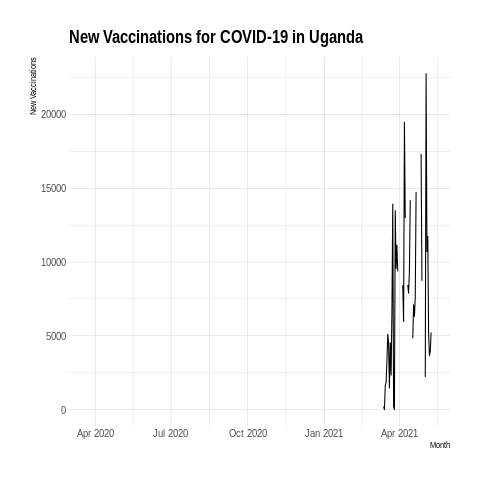 New Vaccinations for COVID-19 in Uganda
New Vaccinations
20000
15000
10000
5000
0
Apr 2020 Jul 2020 Oct 2020 Jan 2021 Apr 2021
Month